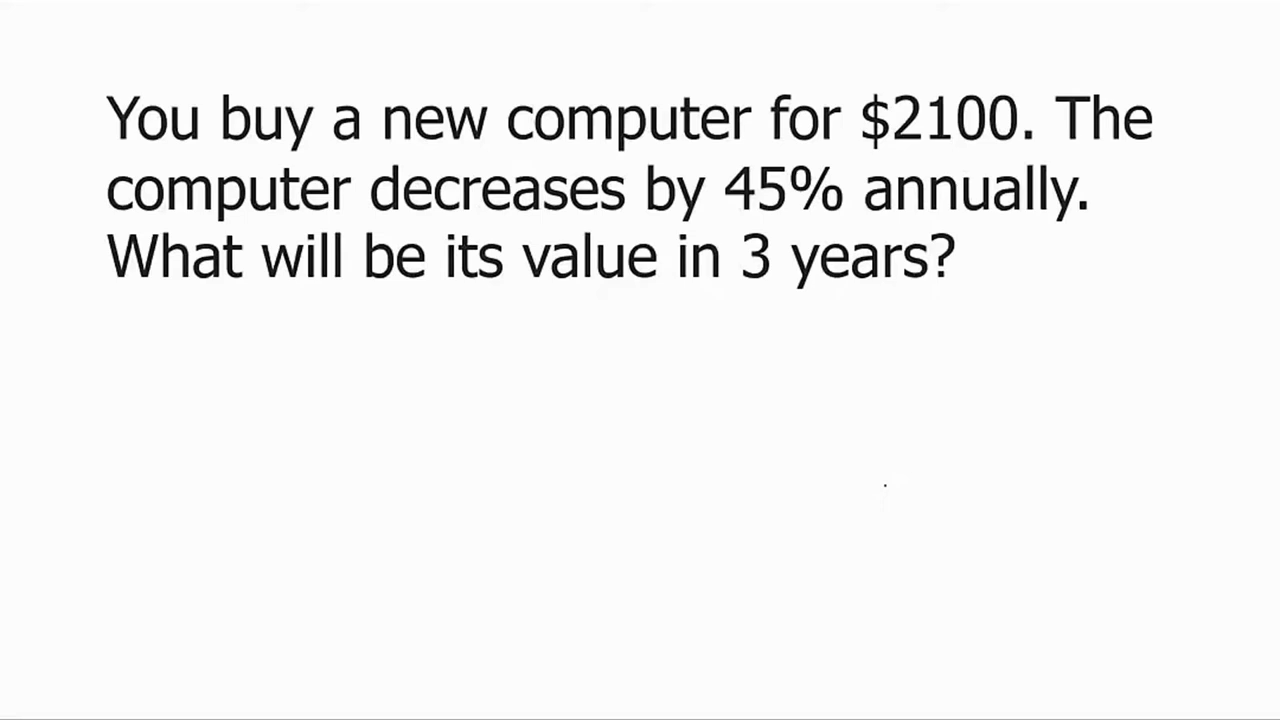 You buy a new computer for $2100. The
computer decreases by 45% annually.
What will be its value in 3 years?